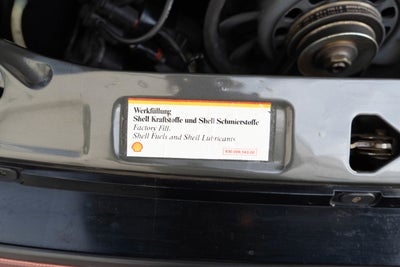 Werkfüllung
Shell Kraftstoffe und Shell Schmierstoffe
Factory Fill:
Shell Fuels and Shell Lubricants